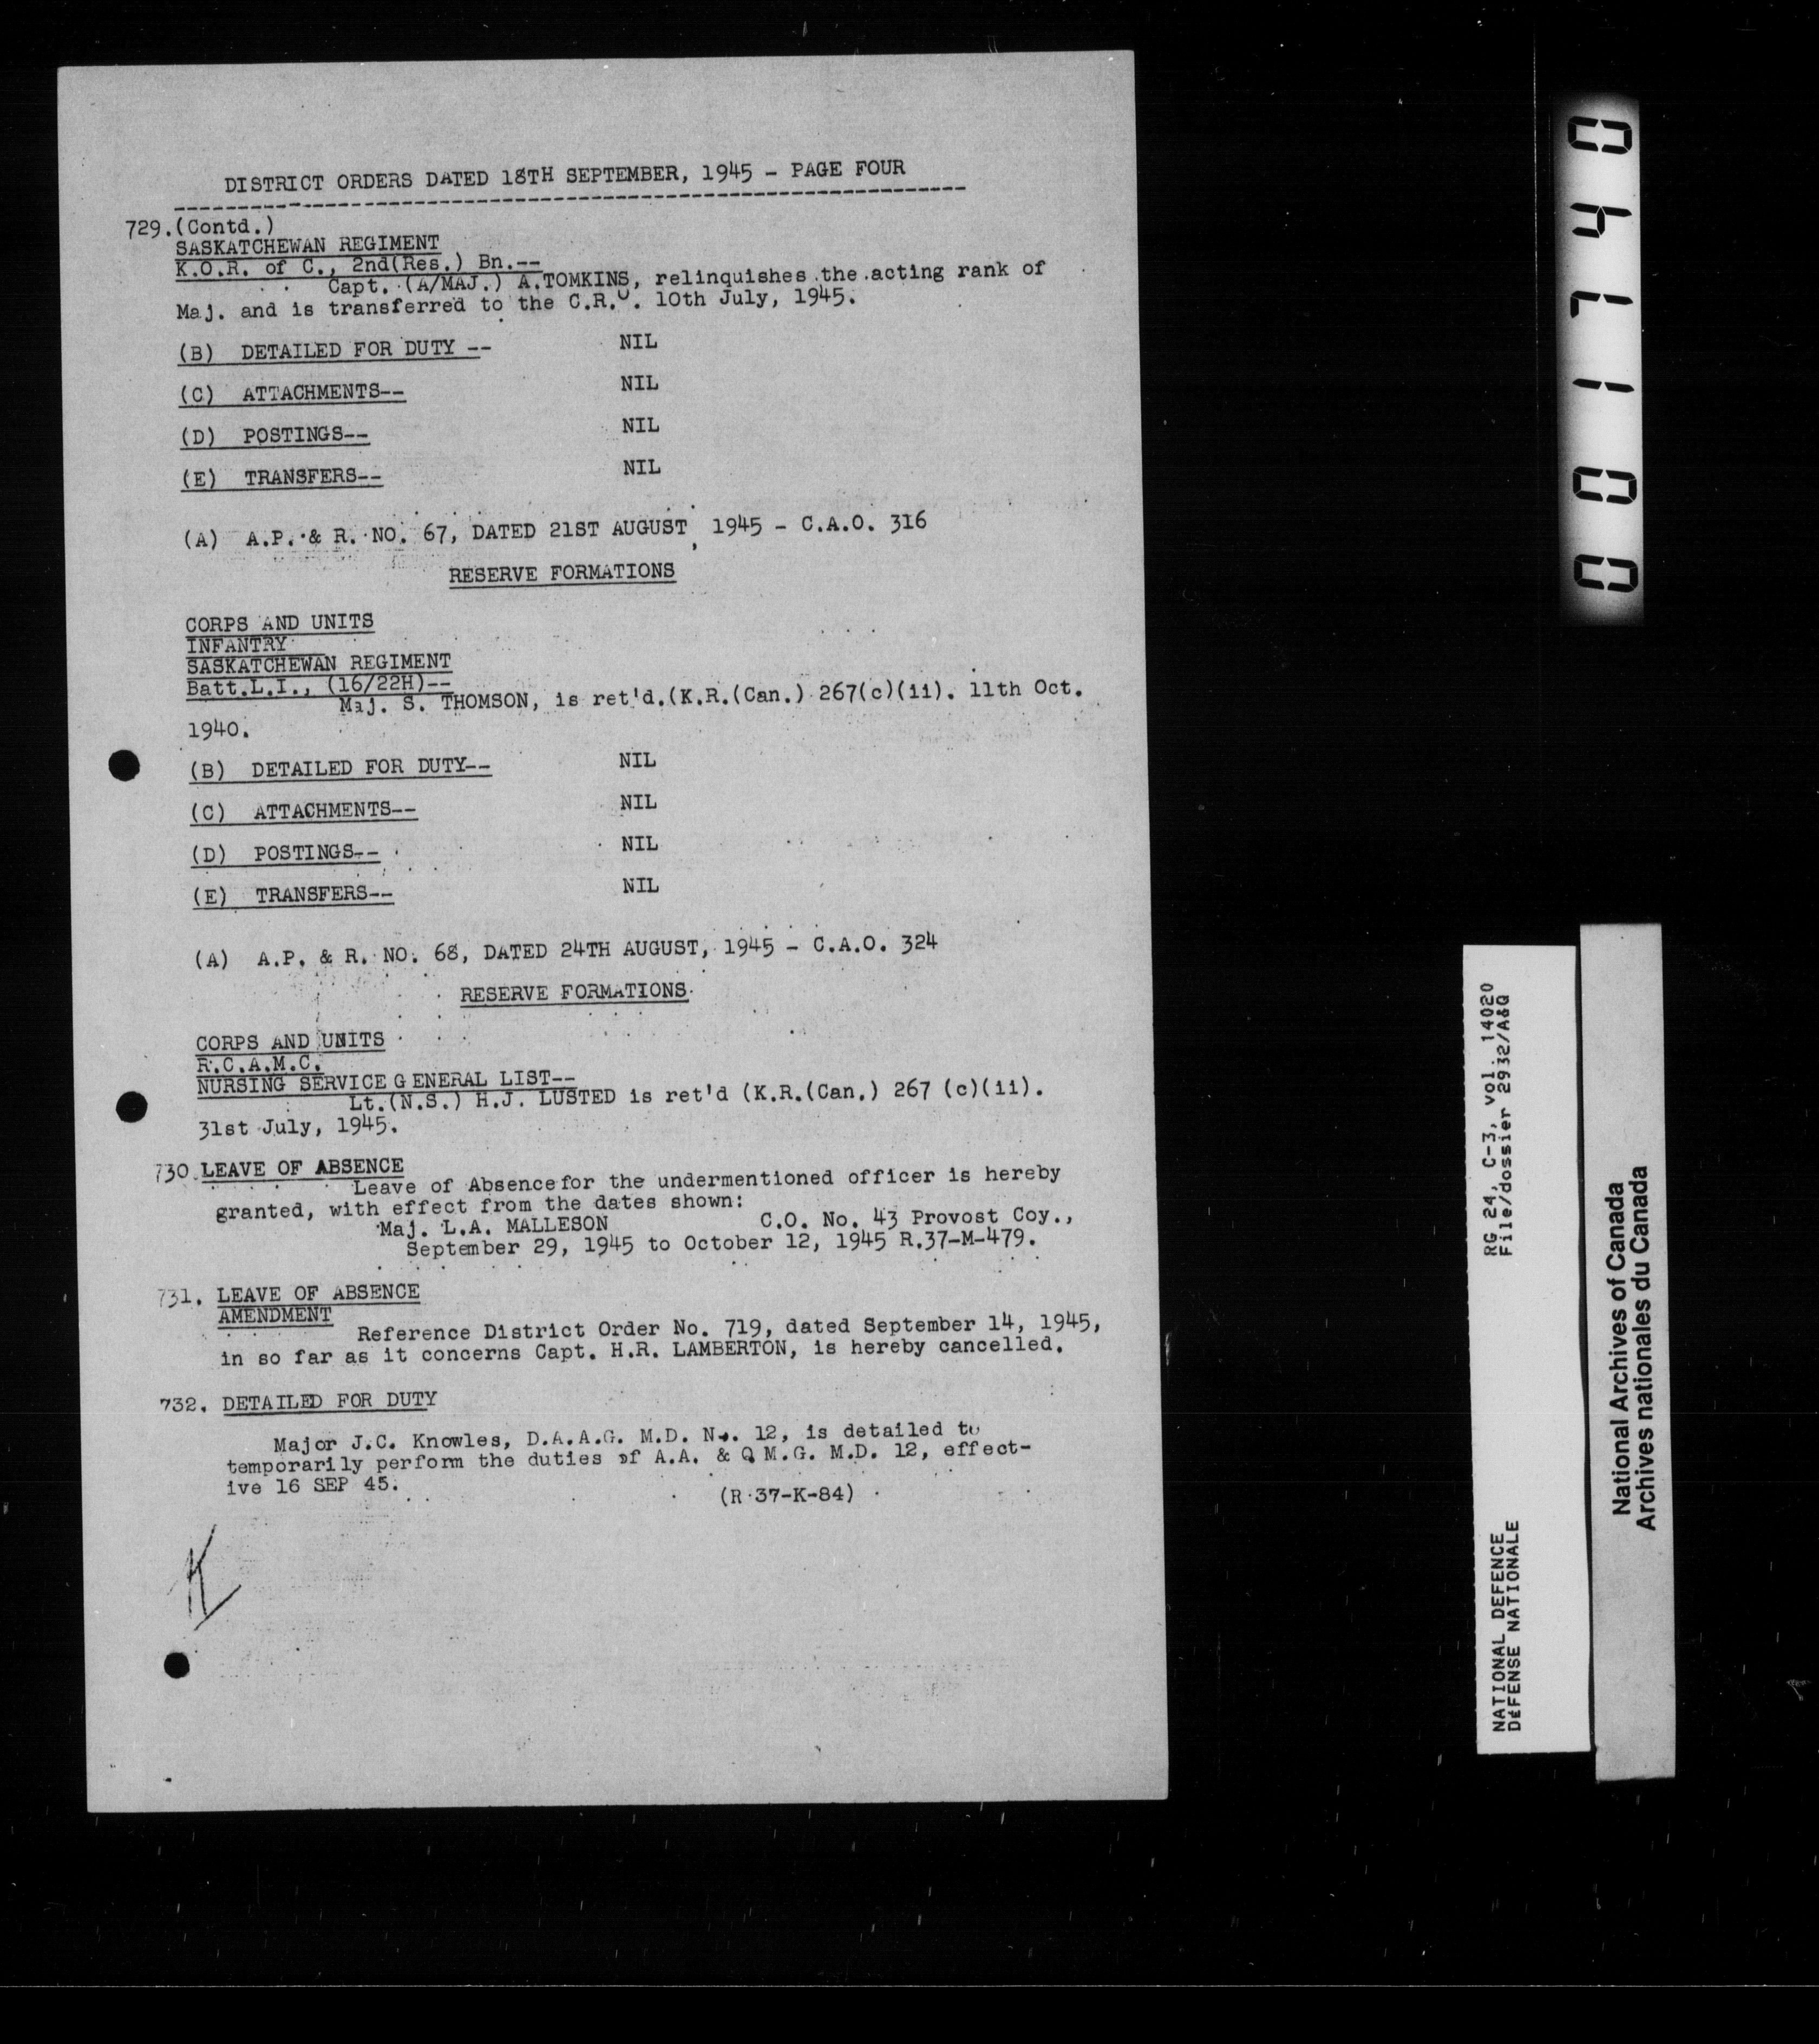 DISTRICT ORDERS DATED 18TH SEPTEMBER, 1945 - PAGE FOUR
729.(Contd.)
SASKATCHEWAN REGIMENT
K.O.R. of C., 2nd(Res.) Bn.--
Capt. (A/MAJ.) A.TOMKINS, relinquishes the acting rank of
Maj. and is transferred to the C.R.O. 10th July, 1945.
(B) DETAILED FOR DUTY -- NIL
(C) ATTACHMENTS-- NIL
(D) POSTINGS-- NIL
(E) TRANSFERS-- NIL
(A) A.P. & R. NO. 67, DATED 21ST AUGUST, 1945 - C.A.O. 316
RESERVE FORMATIONS
CORPS AND UNITS
INFANTRY
SASKATCHEWAN REGIMENT
Batt.L.I., (16/22H)--
Maj. S. THOMSON, is ret'd.(K.R.(Can.) 267(c)(ii). 11th Oct.
1940.
(B) DETAILED FOR DUTY-- NIL
(C) ATTACHMENTS-- NIL
(D) POSTINGS-- NIL
(E) TRANSFERS-- NIL
(A) A.P. & R. NO. 68, DATED 24TH AUGUST, 1945 - C.A.O. 324
RESERVE FORMATIONS
CORPS AND UNITS
R.C.A.M.C.
NURSING SERVICE GENERAL LIST--
Lt.(N.S.) H.J. LUSTED is ret'd (K.R.(Can.) 267 (c)(ii).
31st July, 1945.
730.LEAVE OF ABSENCE
Leave of Absence for the undermentioned officer is hereby
granted, with effect from the dates shown:
Maj. L.A. MALLESON C.O. No. 43 Provost Coy.,
September 29, 1945 to October 12, 1945 R.37-M-479.
731. LEAVE OF ABSENCE
AMENDMENT
Reference District Order No. 719, dated September 14, 1945,
in so far as it concerns Capt. H.R. LAMBERTON, is hereby cancelled.
732. DETAILED FOR DUTY
Major J.C. Knowles, D.A.A.G. M.D. No. 12, is detailed to
temporarily perform the duties of A.A. & Q.M.G. M.D. 12, effect-
ive 16 SEP 45.
(R 37-K-84)
K
001740
RG 24, C-3, vol. 14020
File/dossier 2932/A&Q
NATIONAL DEFENCE
DÉFENSE NATIONALE
National Archives of Canada
Archives nationales du Canada